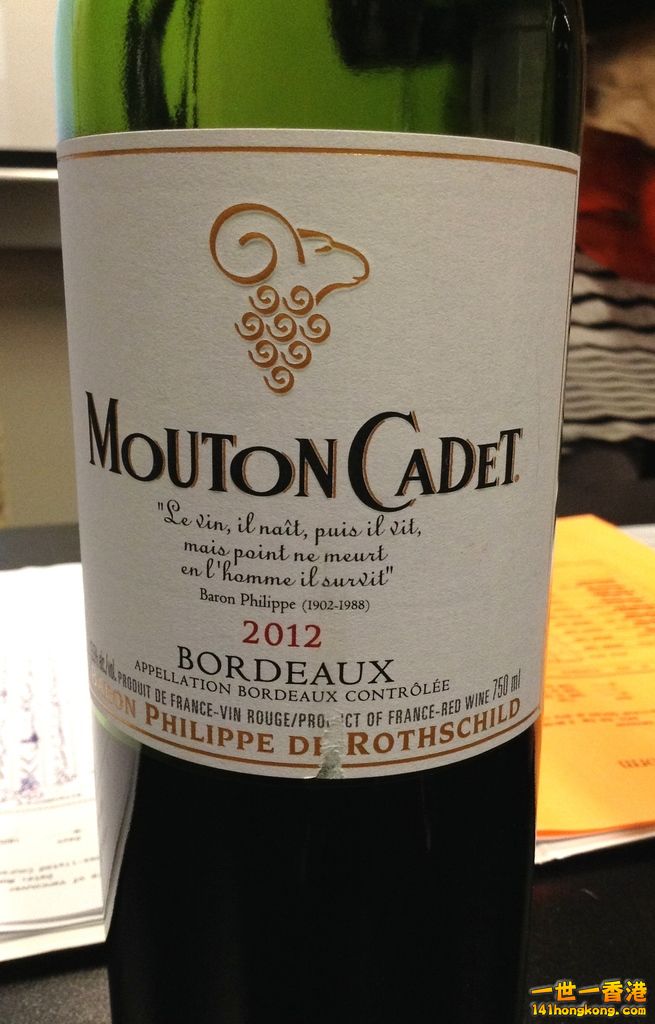 MOUTON CADET
"Le vin, il naît, puis il vit,
mais point ne meurt
en l'homme il survit"
Baron Philippe (1902-1988)
2012
BORDEAUX
APPELLATION BORDEAUX CONTRÔLÉE
PRODUIT DE FRANCE-VIN ROUGE/ OF FRANCE-RED WINE 750 ml
PHILIPPE ROTHSCHILD
一世一香港
141hongkong.com